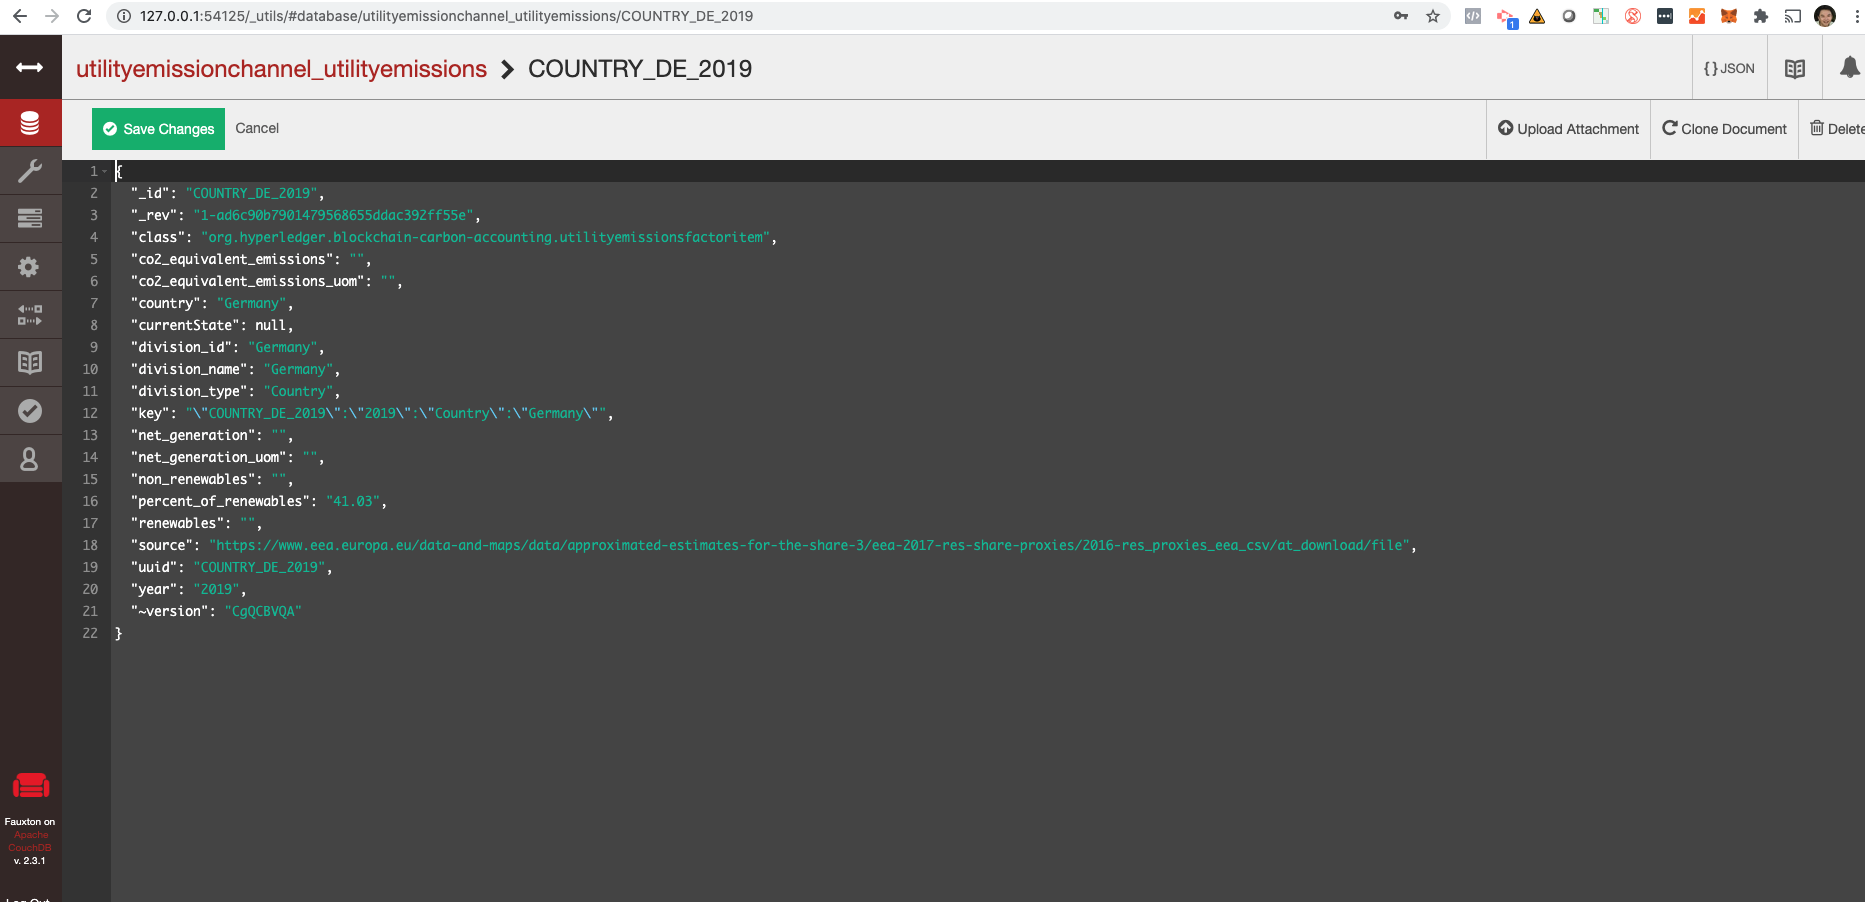 127.0.0.1:54125/_utils/#database/utilityemissionchannel_utilityemissions/COUNTRY_DE_2019
1
utilityemissionchannel_utilityemissions > COUNTRY_DE_2019
{} JSON
Save Changes
Cancel
Upload Attachment
Clone Document
Delete
1 {
2 "_id": "COUNTRY_DE_2019",
3 "_rev": "1-ad6c90b7901479568655ddac392ff55e",
4 "class": "org.hyperledger.blockchain-carbon-accounting.utilityemissionsfactoritem",
5 "co2_equivalent_emissions": "",
6 "co2_equivalent_emissions_uom": "",
7 "country": "Germany",
8 "currentState": null,
9 "division_id": "Germany",
10 "division_name": "Germany",
11 "division_type": "Country",
12 "key": "\"COUNTRY_DE_2019\":\"2019\":\"Country\":\"Germany\"",
13 "net_generation": "",
14 "net_generation_uom": "",
15 "non_renewables": "",
16 "percent_of_renewables": "41.03",
17 "renewables": "",
18 "source": "https://www.eea.europa.eu/data-and-maps/data/approximated-estimates-for-the-share-3/eea-2017-res-share-proxies/2016-res_proxies_eea_csv/at_download/file",
19 "uuid": "COUNTRY_DE_2019",
20 "year": "2019",
21 "~version": "CgQCBVQA"
22 }
Fauxton on
Apache
CouchDB
v. 2.3.1
Log Out